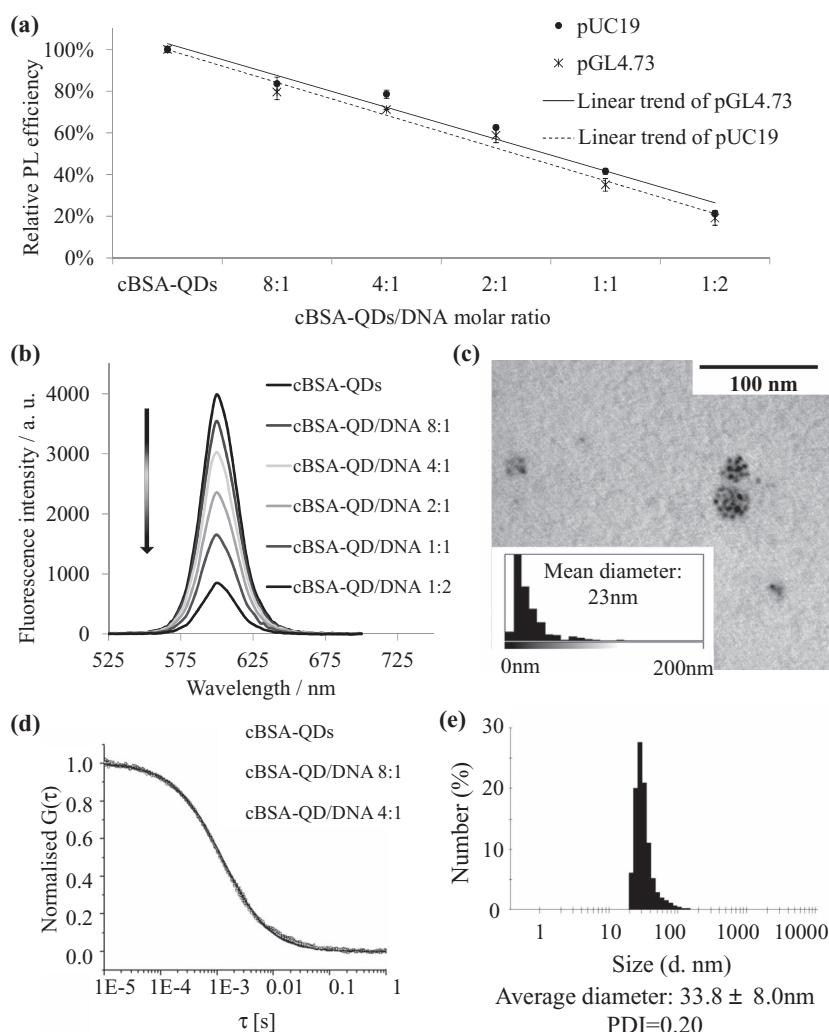 (a)
pUC19
pGL4.73
Linear trend of pGL4.73
Linear trend of pUC19
100%
80%
60%
40%
20%
0%
Relative PL efficiency
cBSA-QDs 8:1 4:1 2:1 1:1 1:2
cBSA-QDs/DNA molar ratio
(b)
4000
3000
2000
1000
0
Fluorescence intensity / a. u.
cBSA-QDs
cBSA-QD/DNA 8:1
cBSA-QD/DNA 4:1
cBSA-QD/DNA 2:1
cBSA-QD/DNA 1:1
cBSA-QD/DNA 1:2
525 575 625 675 725
Wavelength / nm
(c)
100 nm
Mean diameter:
23nm
0nm 200nm
(d)
cBSA-QDs
cBSA-QD/DNA 8:1
cBSA-QD/DNA 4:1
1.0
0.8
0.6
0.4
0.2
0.0
Normalised G(τ)
1E-5 1E-3 0.01 0.1 1
τ [s]
(e)
30
20
10
0
Number (%)
1 10 100 1000 10000
Size (d. nm)
Average diameter: 33.8 ± 8.0nm
PDI=0.20